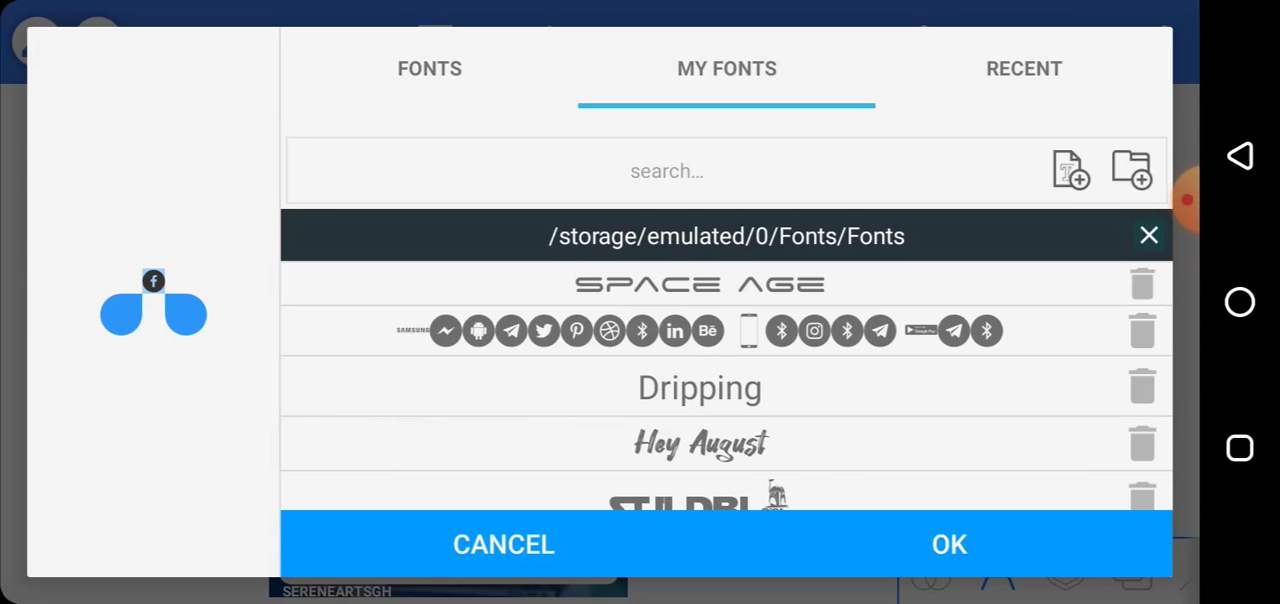 FONTS
MY FONTS
RECENT
search...
/storage/emulated/0/Fonts/Fonts
SPACE AGE
SAMSUNG
Dripping
Hey August
CANCEL
OK
SERENEARTSGH